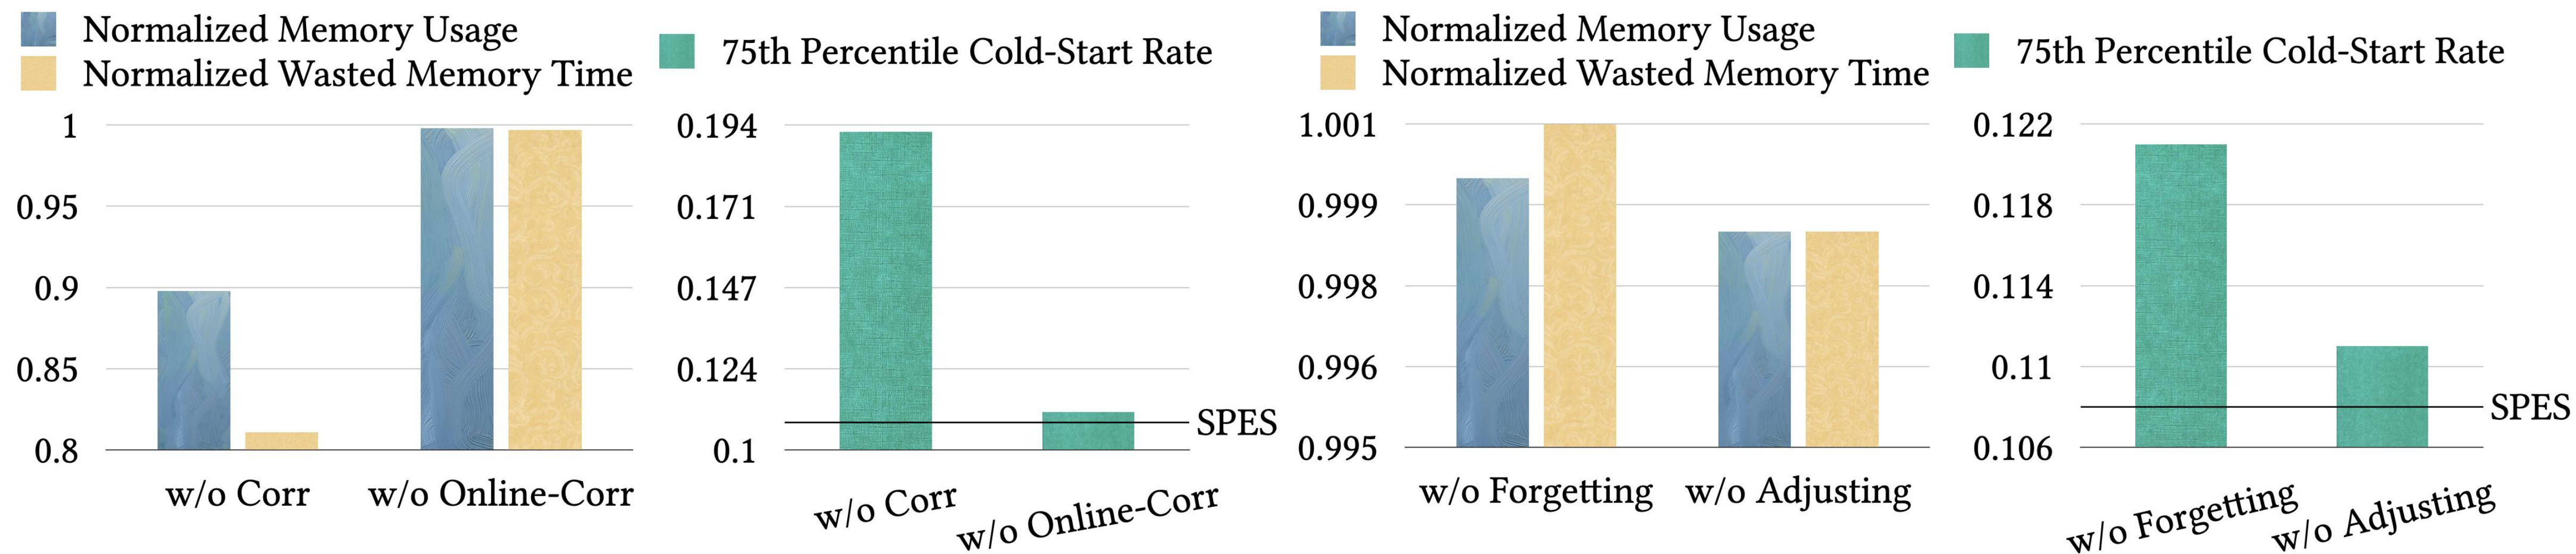 Normalized Memory Usage
Normalized Wasted Memory Time
1
0.95
0.9
0.85
0.8
w/o Corr
w/o Online-Corr
75th Percentile Cold-Start Rate
0.194
0.171
0.147
0.124
0.1
SPES
w/o Corr
w/o Online-Corr
Normalized Memory Usage
Normalized Wasted Memory Time
1.001
0.999
0.998
0.996
0.995
w/o Forgetting
w/o Adjusting
75th Percentile Cold-Start Rate
0.122
0.118
0.114
0.11
0.106
SPES
w/o Forgetting
w/o Adjusting